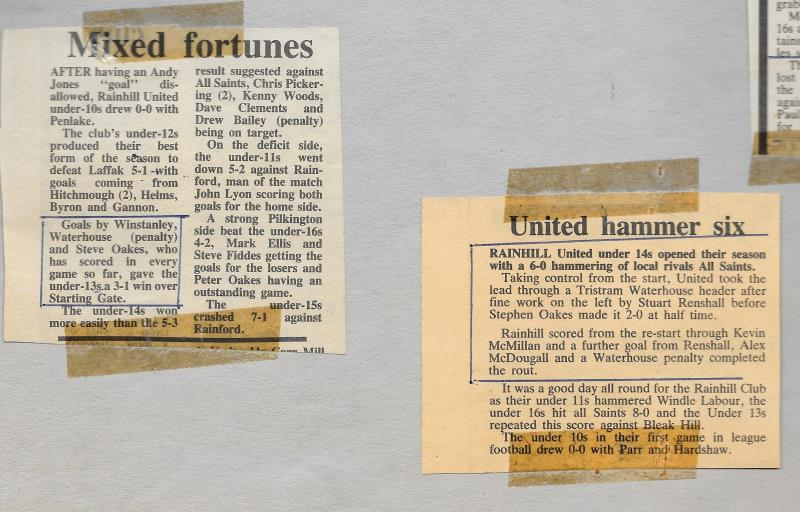 Mixed fortunes
AFTER having an Andy
Jones "goal" dis-
allowed, Rainhill United
under-10s drew 0-0 with
Penlake.
The club's under-12s
produced their best
form of the season to
defeat Laffak 5-1 with
goals coming from
Hitchmough (2), Helms,
Byron and Gannon.
Goals by Winstanley,
Waterhouse (penalty)
and Steve Oakes, who
has scored in every
game so far, gave the
under-13s a 3-1 win over
Starting Gate.
The under-14s won
more easily than the 5-3
result suggested against
All Saints, Chris Picker-
ing (2), Kenny Woods,
Dave Clements and
Drew Bailey (penalty)
being on target.
On the deficit side,
the under-11s went
down 5-2 against Rain-
ford, man of the match
John Lyon scoring both
goals for the home side.
A strong Pilkington
side beat the under-16s
4-2, Mark Ellis and
Steve Fiddes getting the
goals for the losers and
Peter Oakes having an
outstanding game.
The under-15s
crashed 7-1 against
Rainford.
United hammer six
RAINHILL United under 14s opened their season
with a 6-0 hammering of local rivals All Saints.
Taking control from the start, United took the
lead through a Tristram Waterhouse header after
fine work on the left by Stuart Renshall before
Stephen Oakes made it 2-0 at half time.
Rainhill scored from the re-start through Kevin
McMillan and a further goal from Renshall, Alex
McDougall and a Waterhouse penalty completed
the rout.
It was a good day all round for the Rainhill Club
as their under 11s hammered Windle Labour, the
under 16s hit all Saints 8-0 and the Under 13s
repeated this score against Bleak Hill.
The under 10s in their first game in league
football drew 0-0 with Parr and Hardshaw.
16s
lost
the
for